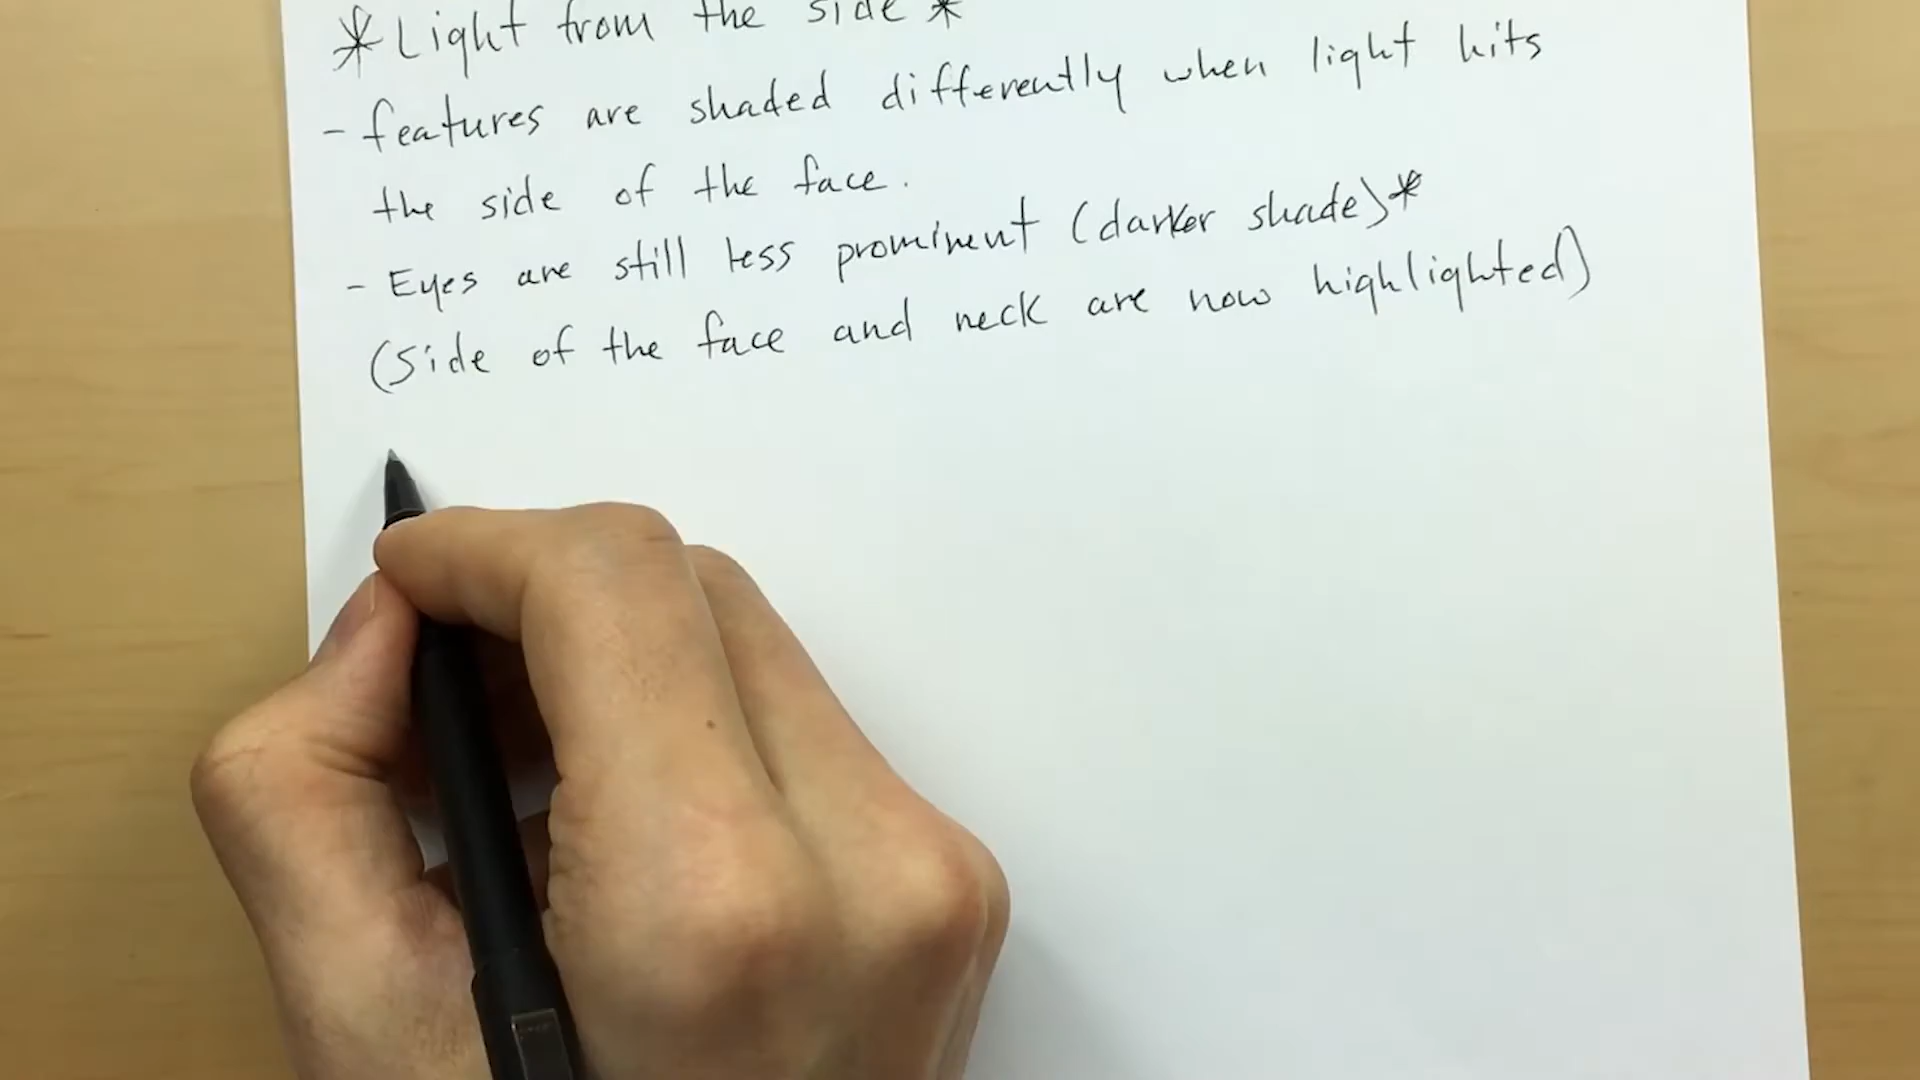 *Light from the side*
- features are shaded differently when light hits
the side of the face.
- Eyes are still less prominent (darker shade)*
(Side of the face and neck are now highlighted)